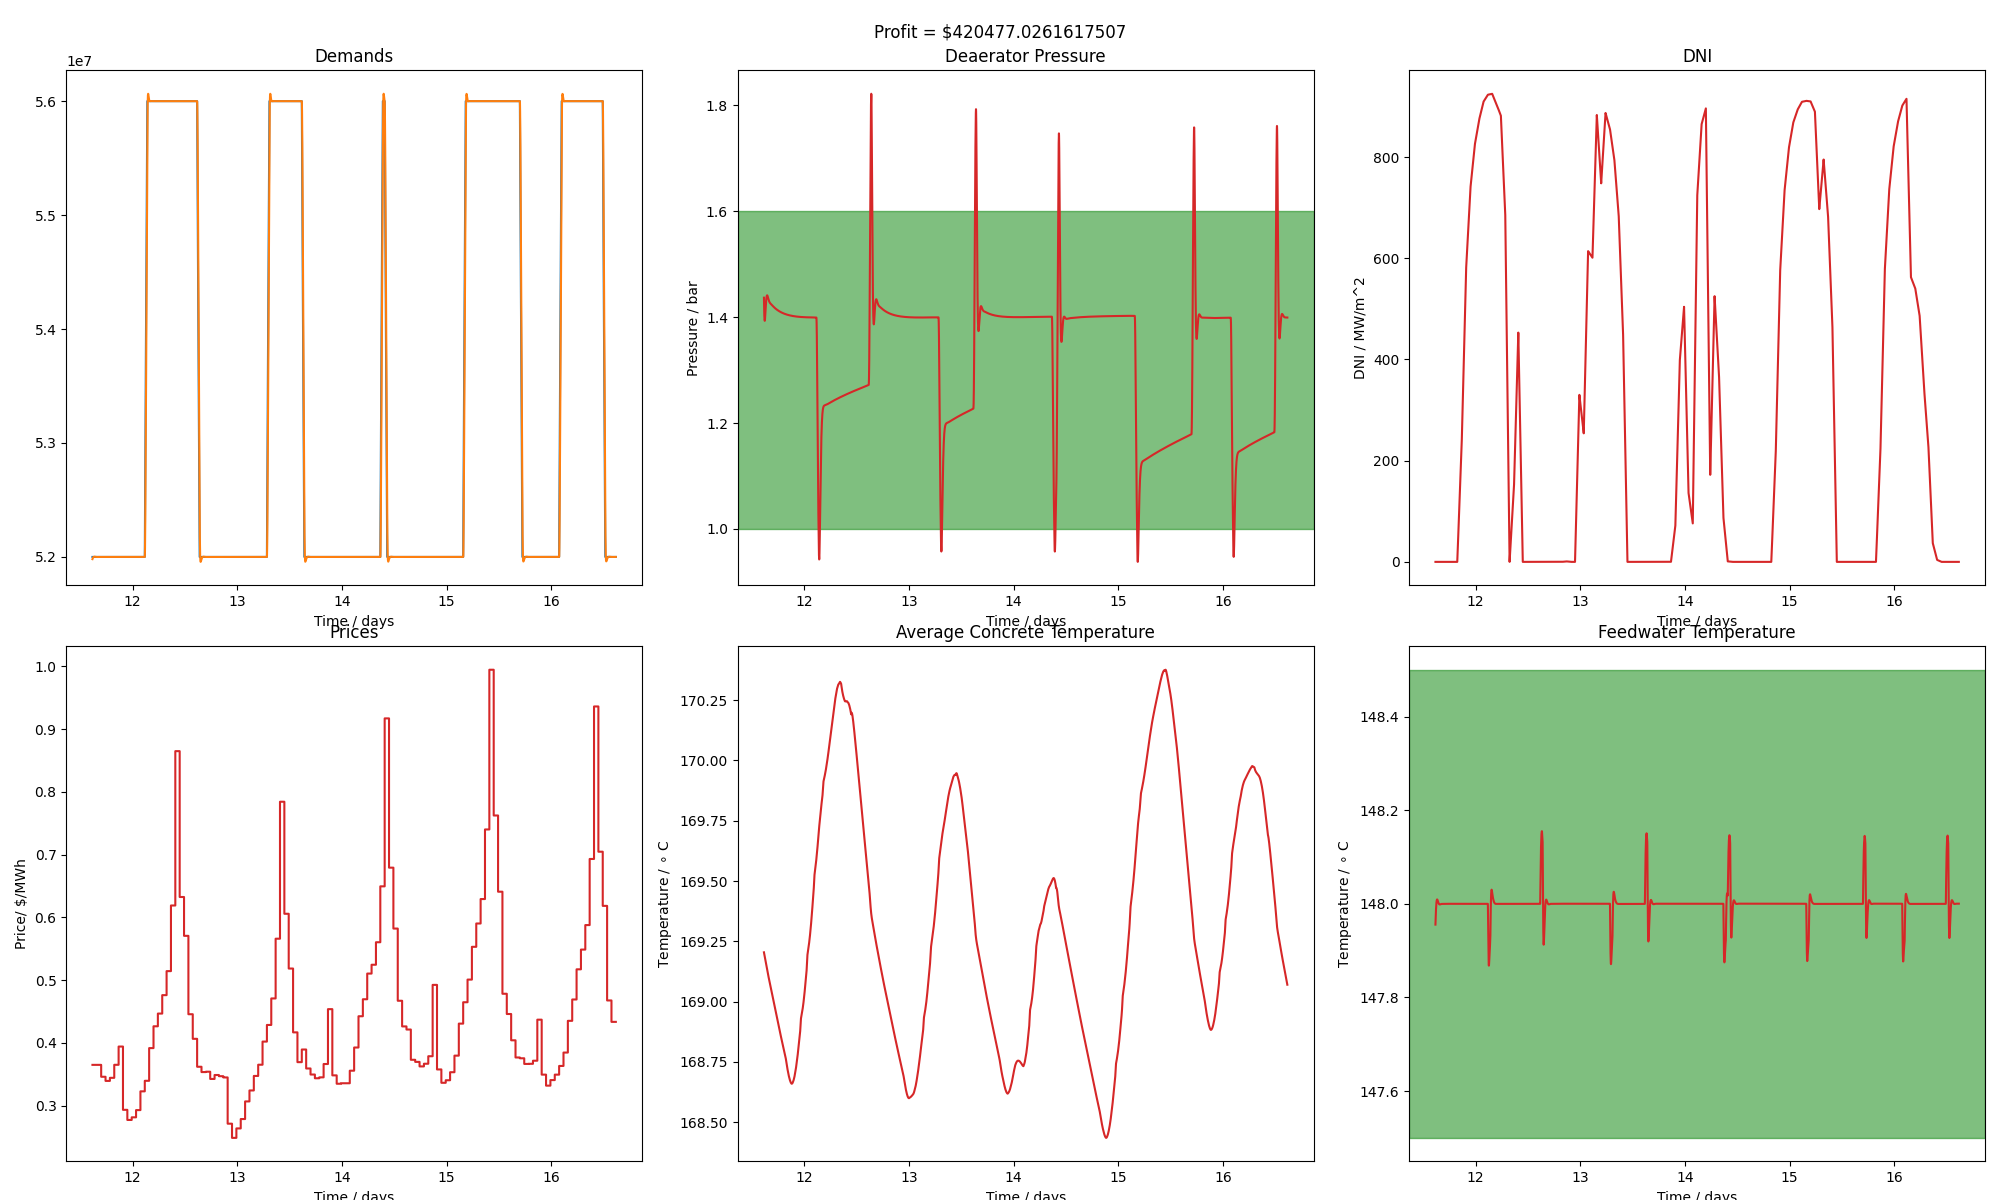 Profit = $420477.0261617507
Demands
1e7
5.6
5.5
5.4
5.3
5.2
12 13 14 15 16
Time / days
Deaerator Pressure
Pressure / bar
1.8
1.6
1.4
1.2
1.0
12 13 14 15 16
Time / days
DNI
DNI / MW/m^2
800
600
400
200
0
12 13 14 15 16
Time / days
Prices
Price/ $/MWh
1.0
0.9
0.8
0.7
0.6
0.5
0.4
0.3
12 13 14 15 16
Time / days
Average Concrete Temperature
Temperature / ∘ C
170.25
170.00
169.75
169.50
169.25
169.00
168.75
168.50
12 13 14 15 16
Time / days
Feedwater Temperature
Temperature / ∘ C
148.4
148.2
148.0
147.8
147.6
12 13 14 15 16
Time / days